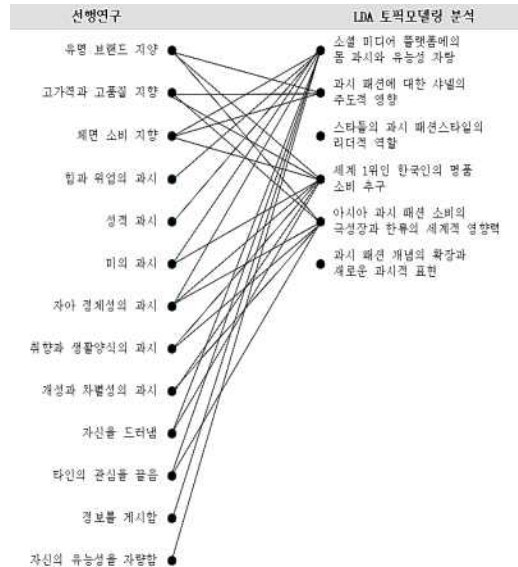 선행연구
LDA 토픽모델링 분석
유명 브랜드 지향
고가격과 고품질 지향
체면 소비 지향
힘과 위엄의 과시
성적 과시
미의 과시
자아 정체성의 과시
취향과 생활양식의 과시
개성과 차별성의 과시
자신을 드러냄
타인의 관심을 끌음
정보를 게시함
자신의 유능성을 자랑함
소셜 미디어 플랫폼에의
몸 과시와 유능성 자랑
과시 패션에 대한 샤넬의
주도적 영향
스타들의 과시 패션스타일의
리더적 역할
세계 1위인 한국인의 명품
소비 추구
아시아 과시 패션 소비의
극성장과 한류의 세계적 영향력
과시 패션 개념의 확장과
새로운 과시적 표현